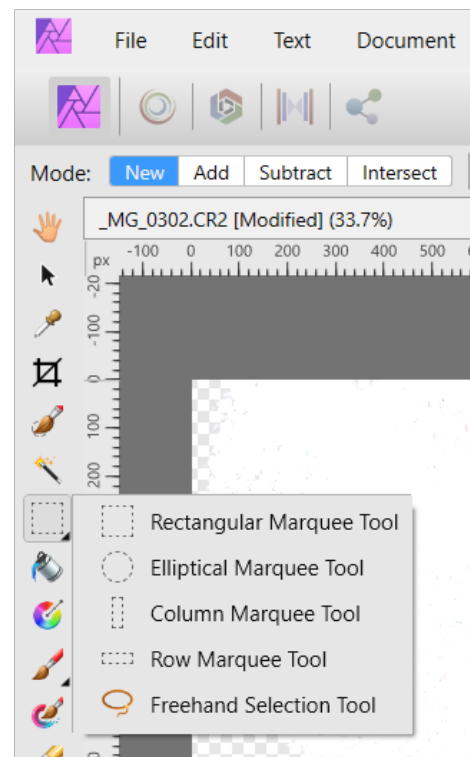 File Edit Text Document
Mode: New Add Subtract Intersect
_MG_0302.CR2 [Modified] (33.7%)
px -100 0 100 200 300 400 500
-20
-100
0
100
200
Rectangular Marquee Tool
Elliptical Marquee Tool
Column Marquee Tool
Row Marquee Tool
Freehand Selection Tool
0